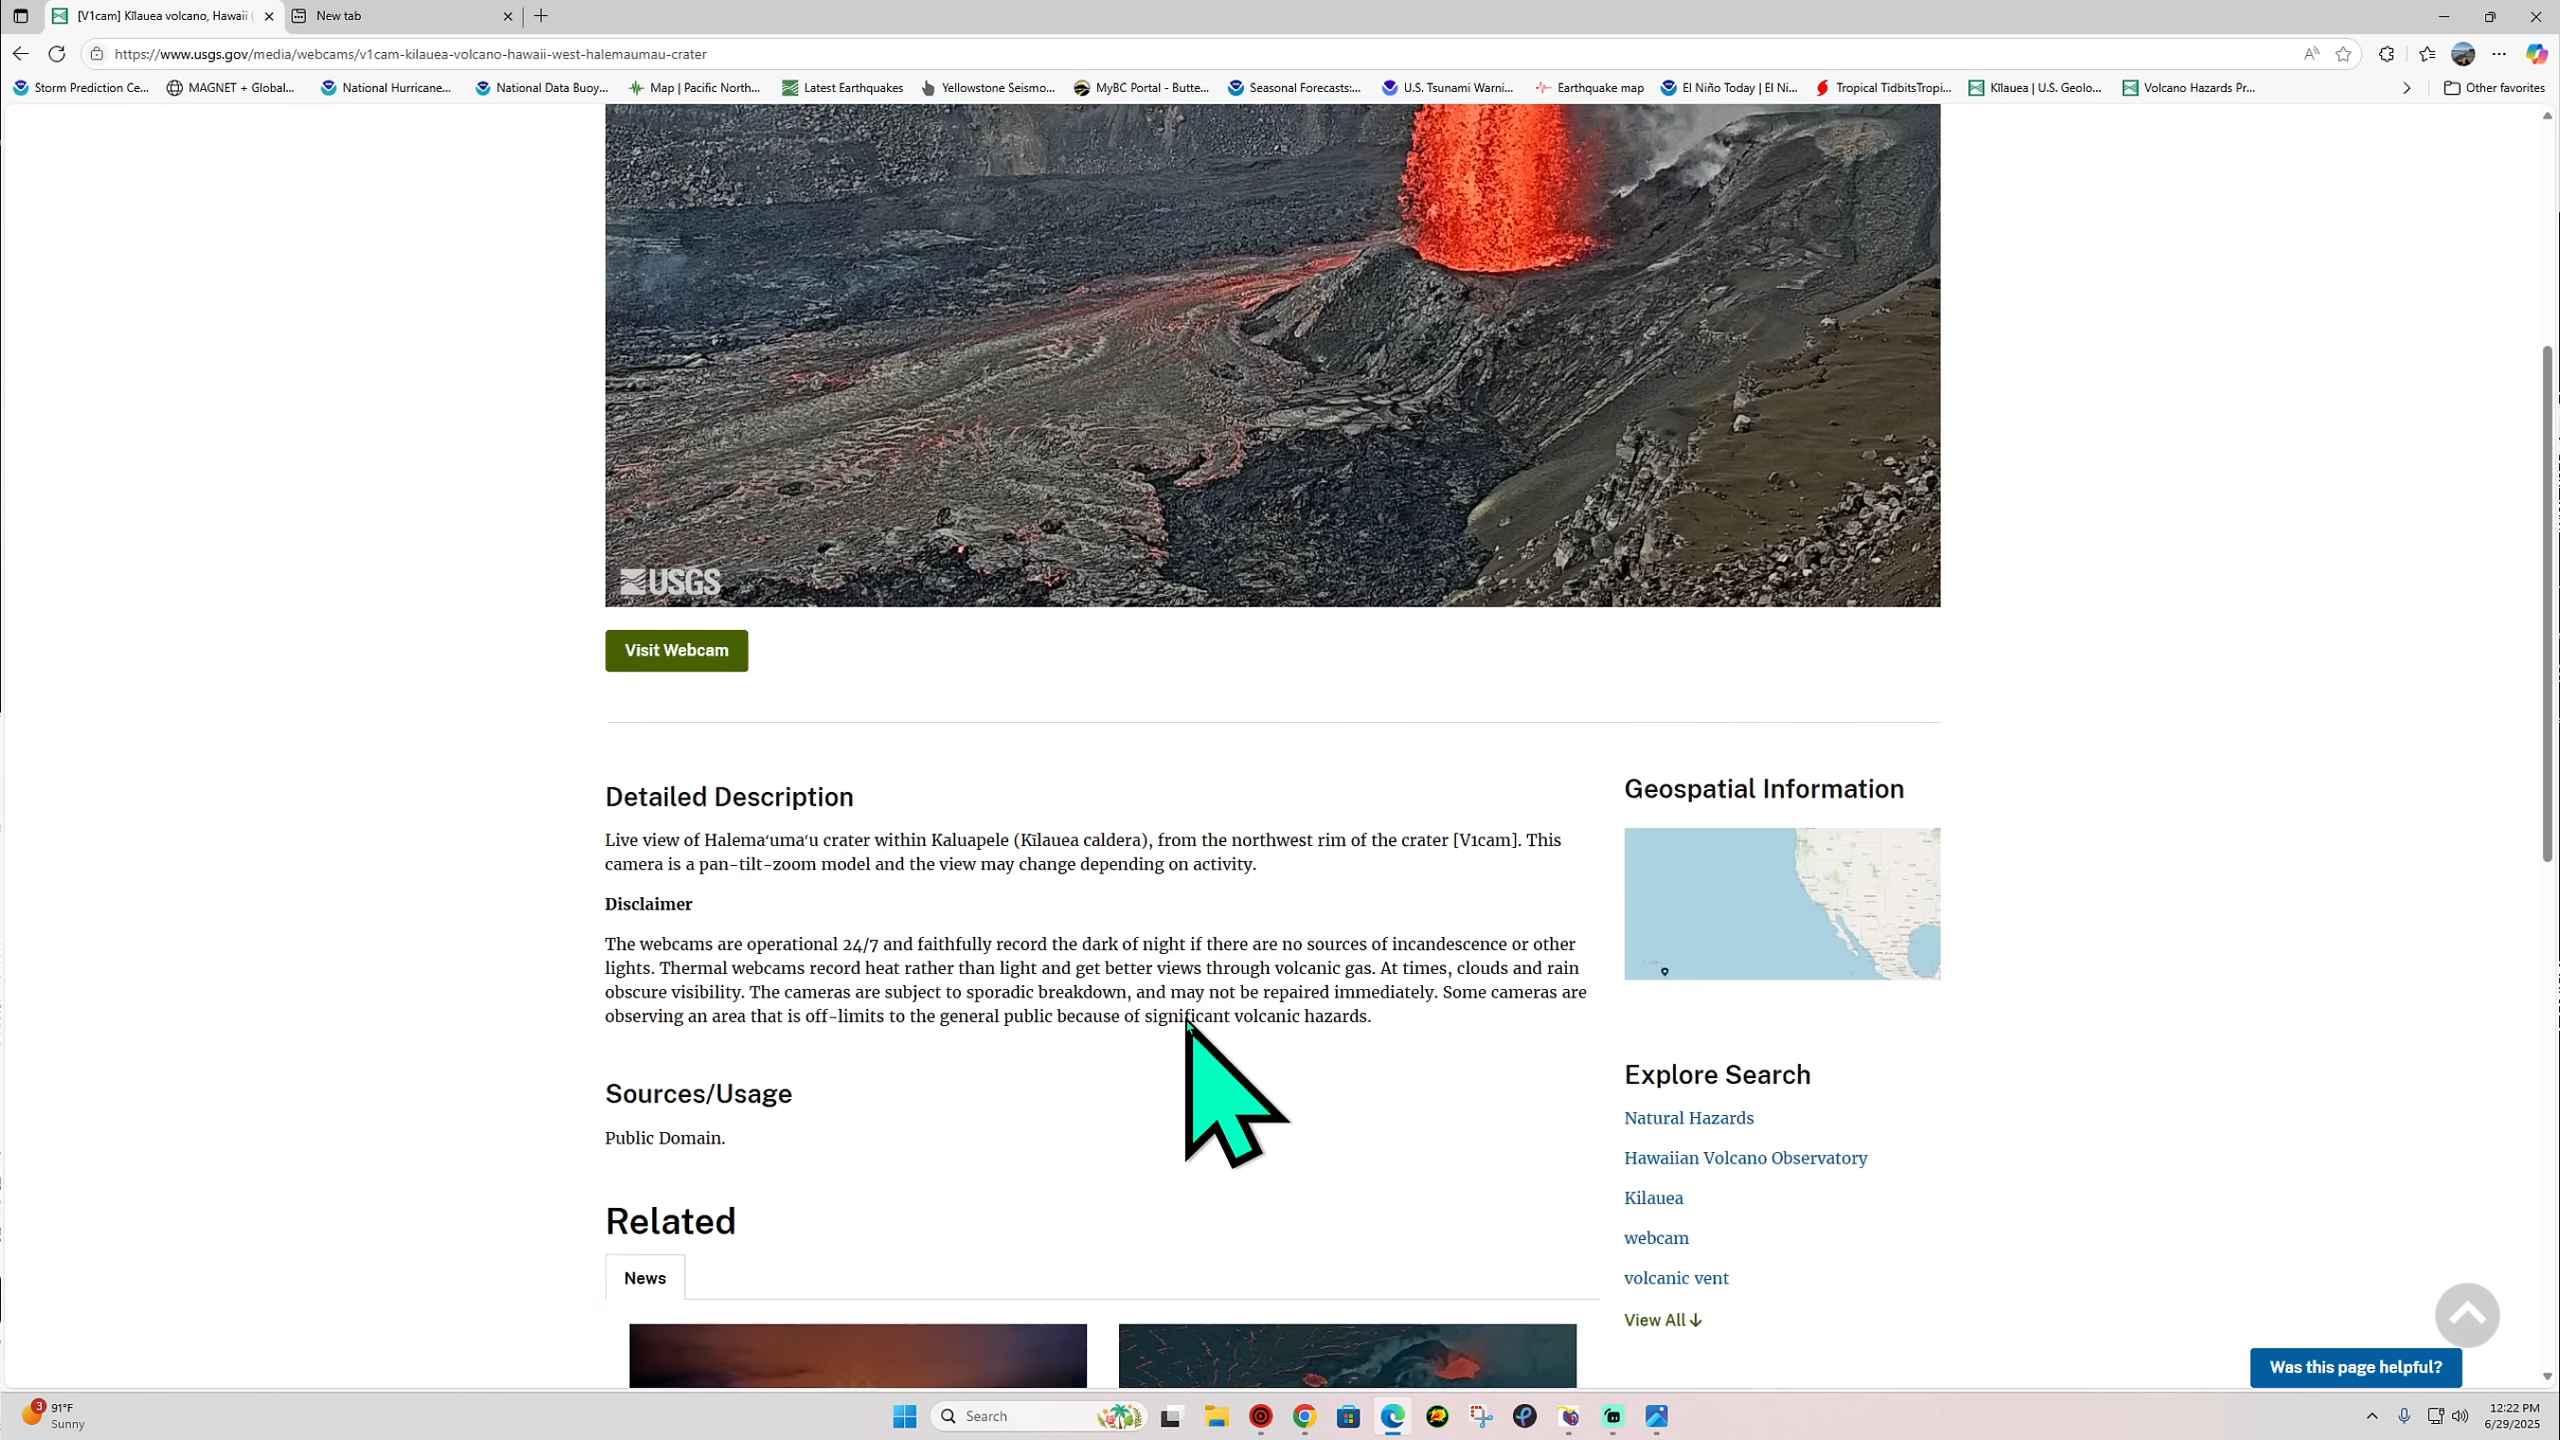 [V1cam] Kīlauea volcano, Hawaii (
New tab
https://www.usgs.gov/media/webcams/v1cam-kilauea-volcano-hawaii-west-halemaumau-crater
Storm Prediction Ce...
MAGNET + Global...
National Hurricane...
National Data Buoy...
Map | Pacific North...
Latest Earthquakes
Yellowstone Seismo...
MyBC Portal - Butte...
Seasonal Forecasts:...
U.S. Tsunami Warni...
Earthquake map
El Niño Today | El Ni...
Tropical TidbitsTropi...
Kīlauea | U.S. Geolo...
Volcano Hazards Pr...
Other favorites
USGS
Visit Webcam
Detailed Description
Live view of Halemaʻumaʻu crater within Kaluapele (Kīlauea caldera), from the northwest rim of the crater [V1cam]. This
camera is a pan-tilt-zoom model and the view may change depending on activity.
Disclaimer
The webcams are operational 24/7 and faithfully record the dark of night if there are no sources of incandescence or other
lights. Thermal webcams record heat rather than light and get better views through volcanic gas. At times, clouds and rain
obscure visibility. The cameras are subject to sporadic breakdown, and may not be repaired immediately. Some cameras are
observing an area that is off-limits to the general public because of significant volcanic hazards.
Sources/Usage
Public Domain.
Related
News
Geospatial Information
Explore Search
Natural Hazards
Hawaiian Volcano Observatory
Kilauea
webcam
volcanic vent
View All
Was this page helpful?
3
91°F
Sunny
Search
12:22 PM
6/29/2025